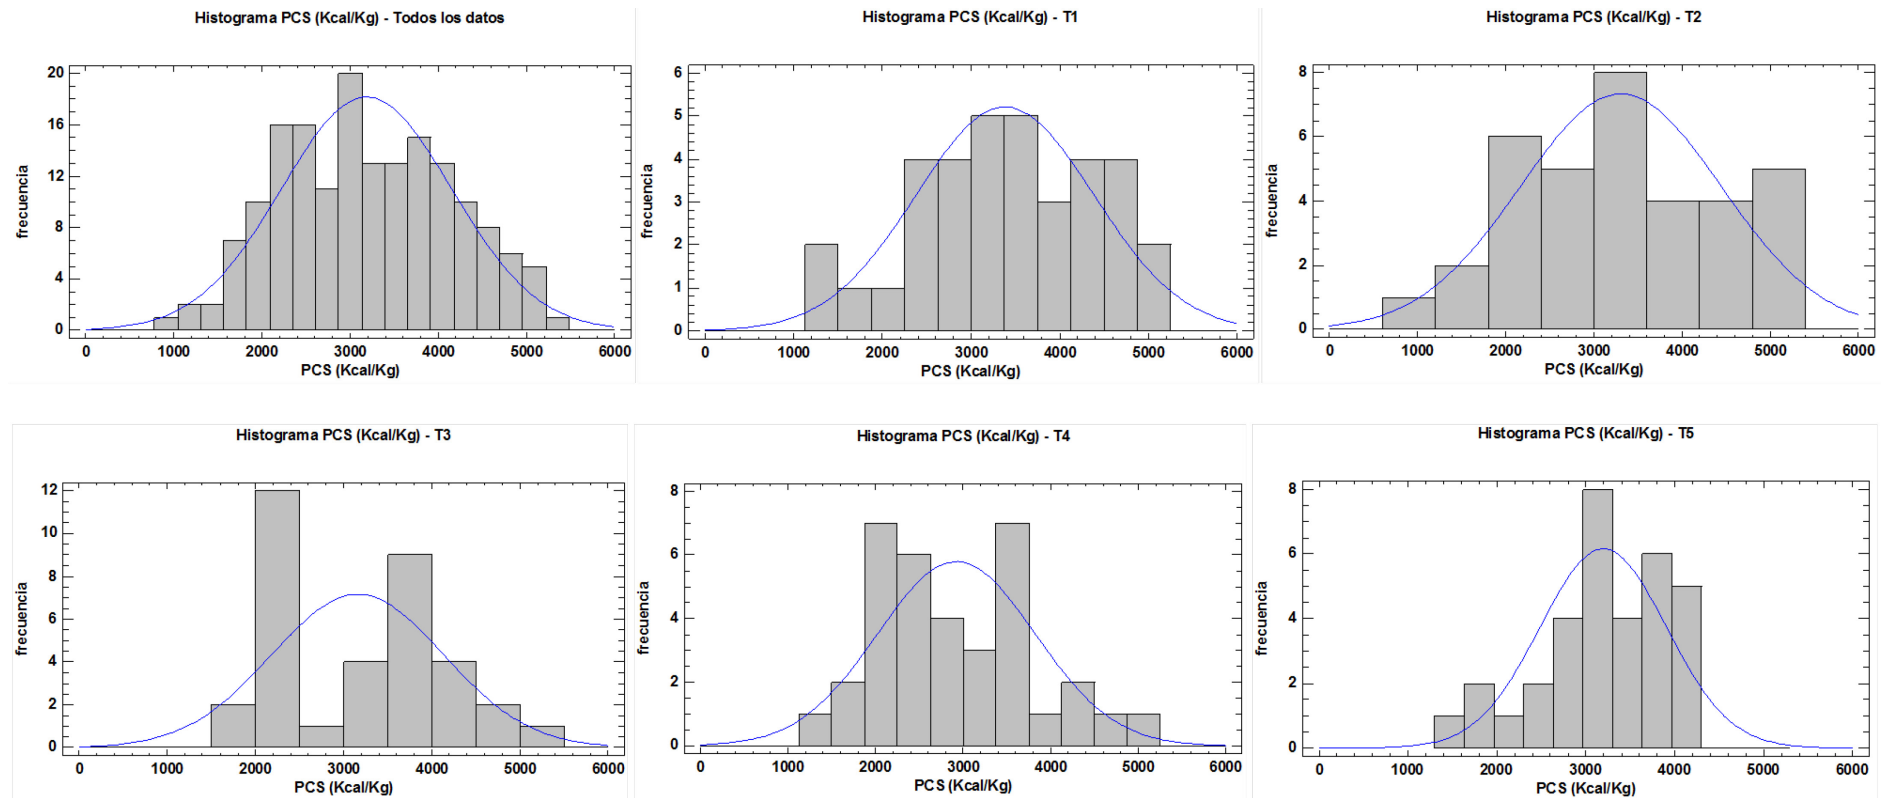 Histograma PCS (Kcal/Kg) - Todos los datos
frecuencia
20
16
12
8
4
0
0 1000 2000 3000 4000 5000 6000
PCS (Kcal/Kg)
Histograma PCS (Kcal/Kg) - T1
frecuencia
6
5
4
3
2
1
0
0 1000 2000 3000 4000 5000 6000
PCS (Kcal/Kg)
Histograma PCS (Kcal/Kg) - T2
frecuencia
8
6
4
2
0
0 1000 2000 3000 4000 5000 6000
PCS (Kcal/Kg)
Histograma PCS (Kcal/Kg) - T3
frecuencia
12
10
8
6
4
2
0
0 1000 2000 3000 4000 5000 6000
PCS (Kcal/Kg)
Histograma PCS (Kcal/Kg) - T4
frecuencia
8
6
4
2
0
0 1000 2000 3000 4000 5000 6000
PCS (Kcal/Kg)
Histograma PCS (Kcal/Kg) - T5
frecuencia
8
6
4
2
0
0 1000 2000 3000 4000 5000 6000
PCS (Kcal/Kg)